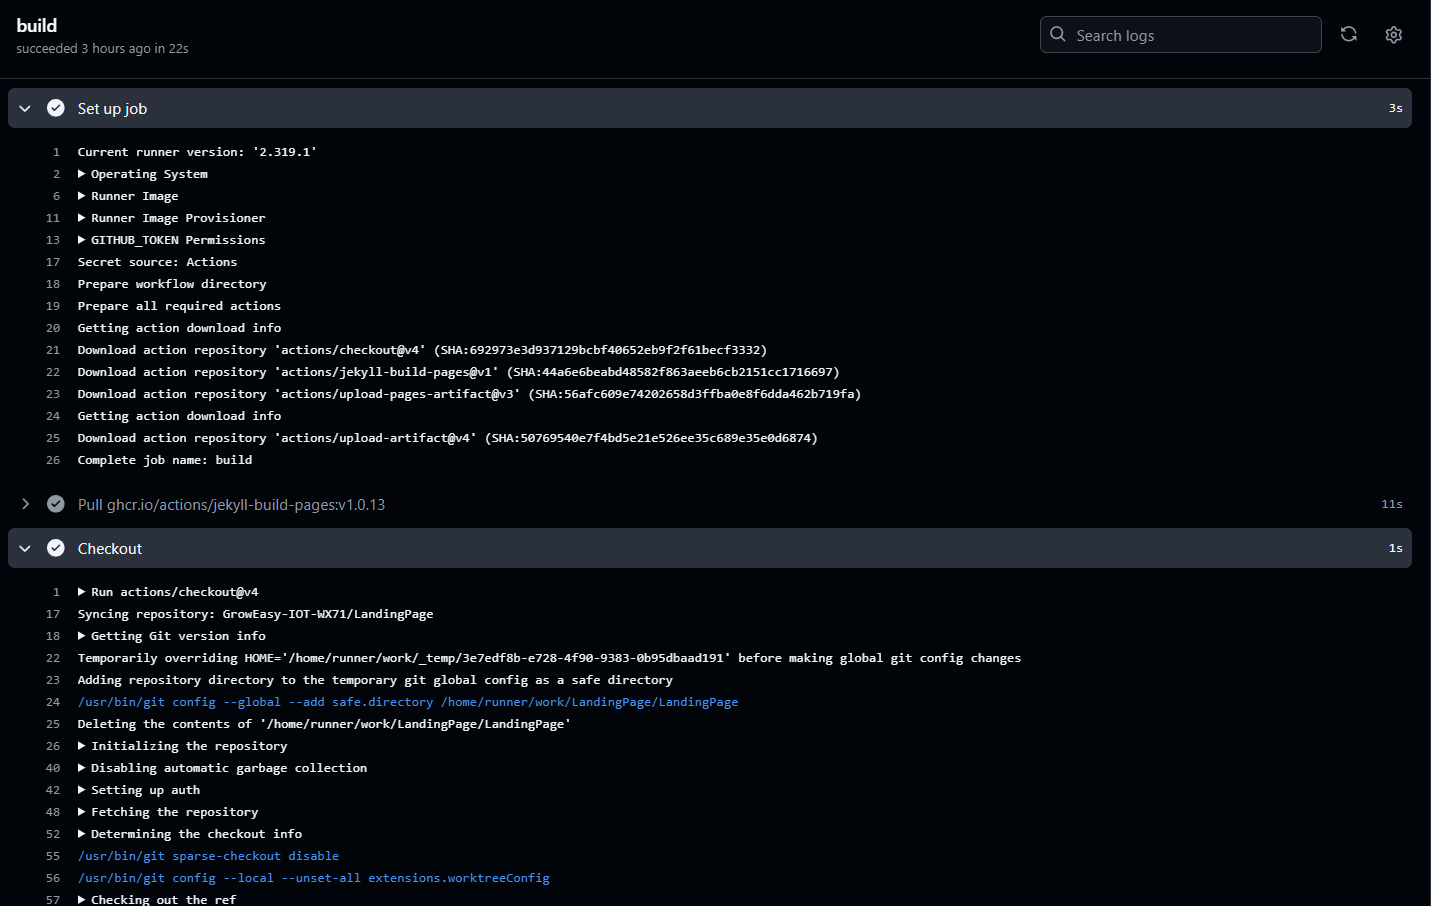 build
succeeded 3 hours ago in 22s
Search logs
Set up job 3s
1 Current runner version: '2.319.1'
2 Operating System
6 Runner Image
11 Runner Image Provisioner
13 GITHUB_TOKEN Permissions
17 Secret source: Actions
18 Prepare workflow directory
19 Prepare all required actions
20 Getting action download info
21 Download action repository 'actions/checkout@v4' (SHA:692973e3d937129bcbf40652eb9f2f61becf3332)
22 Download action repository 'actions/jekyll-build-pages@v1' (SHA:44a6e6beabd48582f863aeeb6cb2151cc1716697)
23 Download action repository 'actions/upload-pages-artifact@v3' (SHA:56afc609e74202658d3ffba0e8f6dda462b719fa)
24 Getting action download info
25 Download action repository 'actions/upload-artifact@v4' (SHA:50769540e7f4bd5e21e526ee35c689e35e0d6874)
26 Complete job name: build
Pull ghcr.io/actions/jekyll-build-pages:v1.0.13 11s
Checkout 1s
1 Run actions/checkout@v4
17 Syncing repository: GrowEasy-IOT-WX71/LandingPage
18 Getting Git version info
22 Temporarily overriding HOME='/home/runner/work/_temp/3e7edf8b-e728-4f90-9383-0b95dbaad191' before making global git config changes
23 Adding repository directory to the temporary git global config as a safe directory
24 /usr/bin/git config --global --add safe.directory /home/runner/work/LandingPage/LandingPage
25 Deleting the contents of '/home/runner/work/LandingPage/LandingPage'
26 Initializing the repository
40 Disabling automatic garbage collection
42 Setting up auth
48 Fetching the repository
52 Determining the checkout info
55 /usr/bin/git sparse-checkout disable
56 /usr/bin/git config --local --unset-all extensions.worktreeConfig
57 Checking out the ref